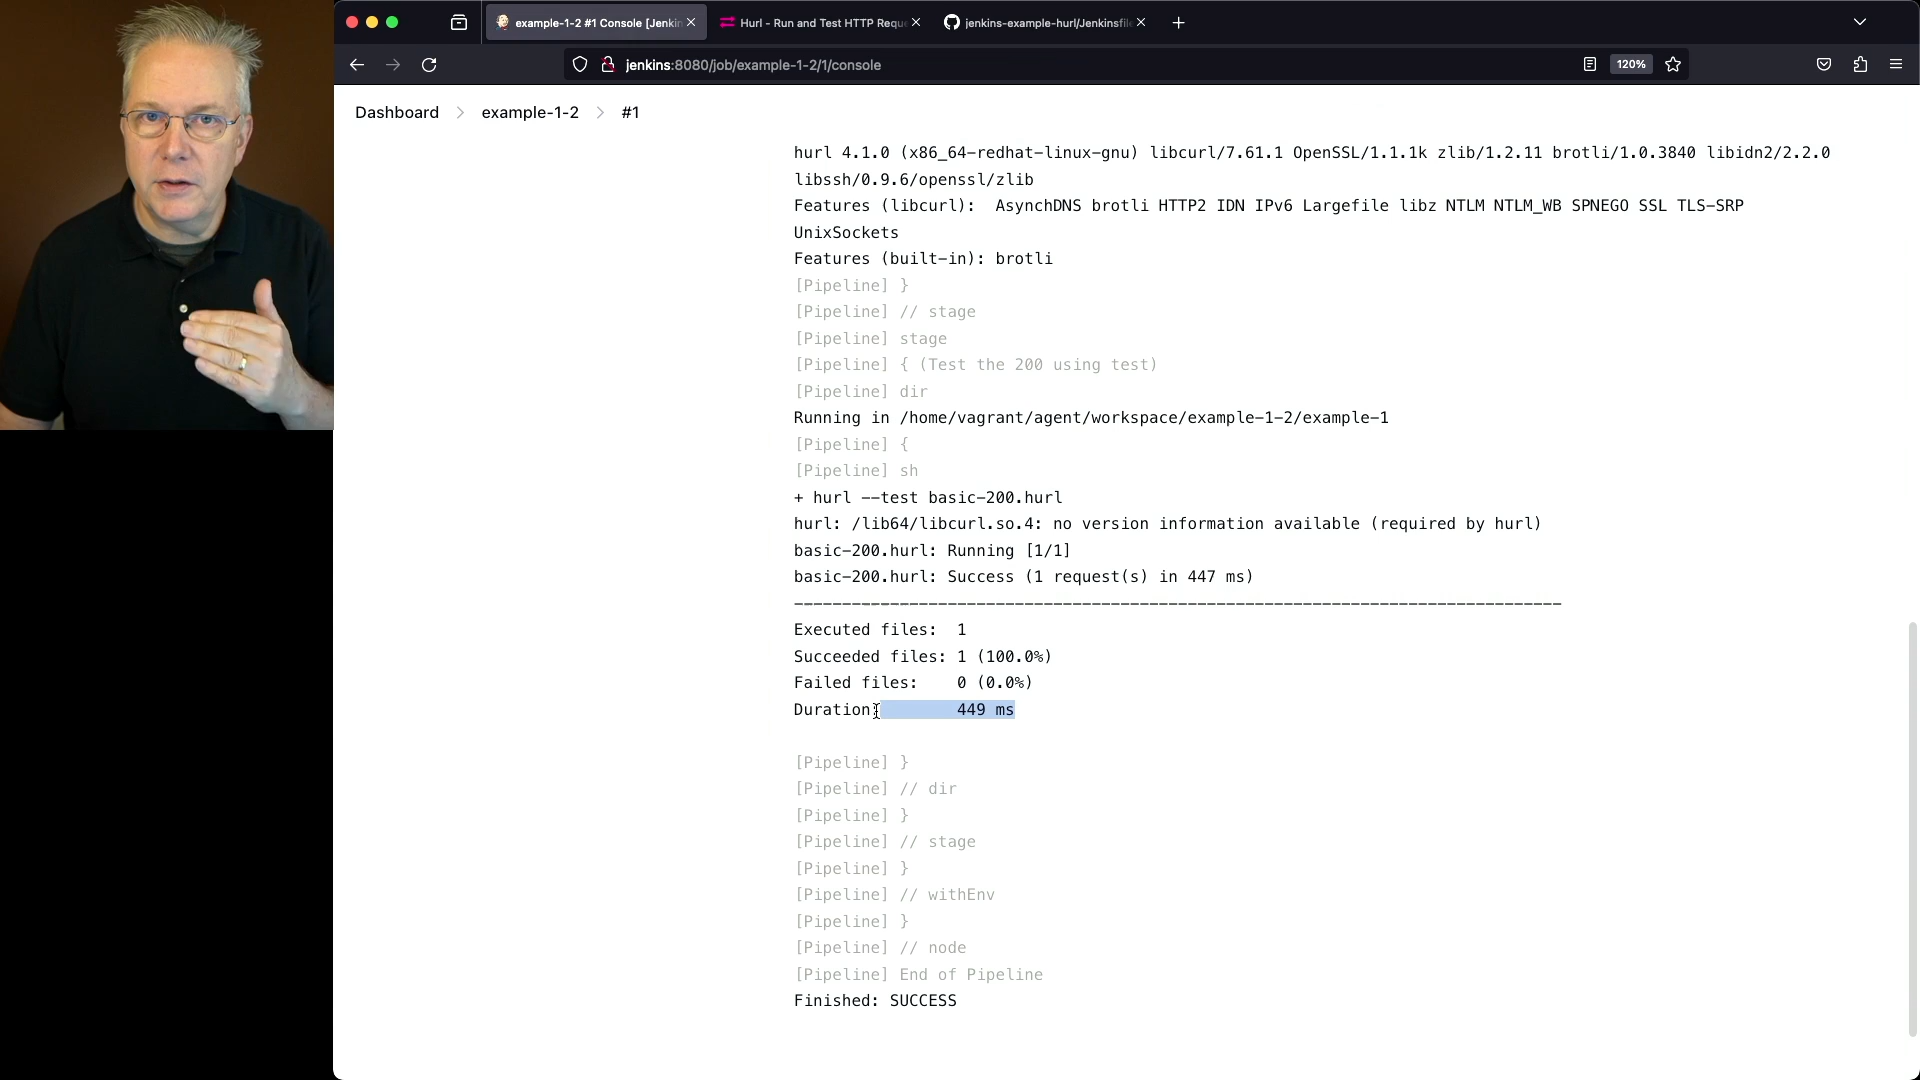 example-1-2 #1 Console [Jenkin
Hurl - Run and Test HTTP Reque
jenkins-example-hurl/Jenkinsfil
jenkins:8080/job/example-1-2/1/console
120%
Dashboard
example-1-2
#1
hurl 4.1.0 (x86_64-redhat-linux-gnu) libcurl/7.61.1 OpenSSL/1.1.1k zlib/1.2.11 brotli/1.0.3840 libidn2/2.2.0
libssh/0.9.6/openssl/zlib
Features (libcurl):  AsynchDNS brotli HTTP2 IDN IPv6 Largefile libz NTLM NTLM_WB SPNEGO SSL TLS-SRP
UnixSockets
Features (built-in): brotli
[Pipeline] }
[Pipeline] // stage
[Pipeline] stage
[Pipeline] { (Test the 200 using test)
[Pipeline] dir
Running in /home/vagrant/agent/workspace/example-1-2/example-1
[Pipeline] {
[Pipeline] sh
+ hurl --test basic-200.hurl
hurl: /lib64/libcurl.so.4: no version information available (required by hurl)
basic-200.hurl: Running [1/1]
basic-200.hurl: Success (1 request(s) in 447 ms)
--------------------------------------------------------------------------------
Executed files:  1
Succeeded files: 1 (100.0%)
Failed files:    0 (0.0%)
Duration:        449 ms
[Pipeline] }
[Pipeline] // dir
[Pipeline] }
[Pipeline] // stage
[Pipeline] }
[Pipeline] // withEnv
[Pipeline] }
[Pipeline] // node
[Pipeline] End of Pipeline
Finished: SUCCESS